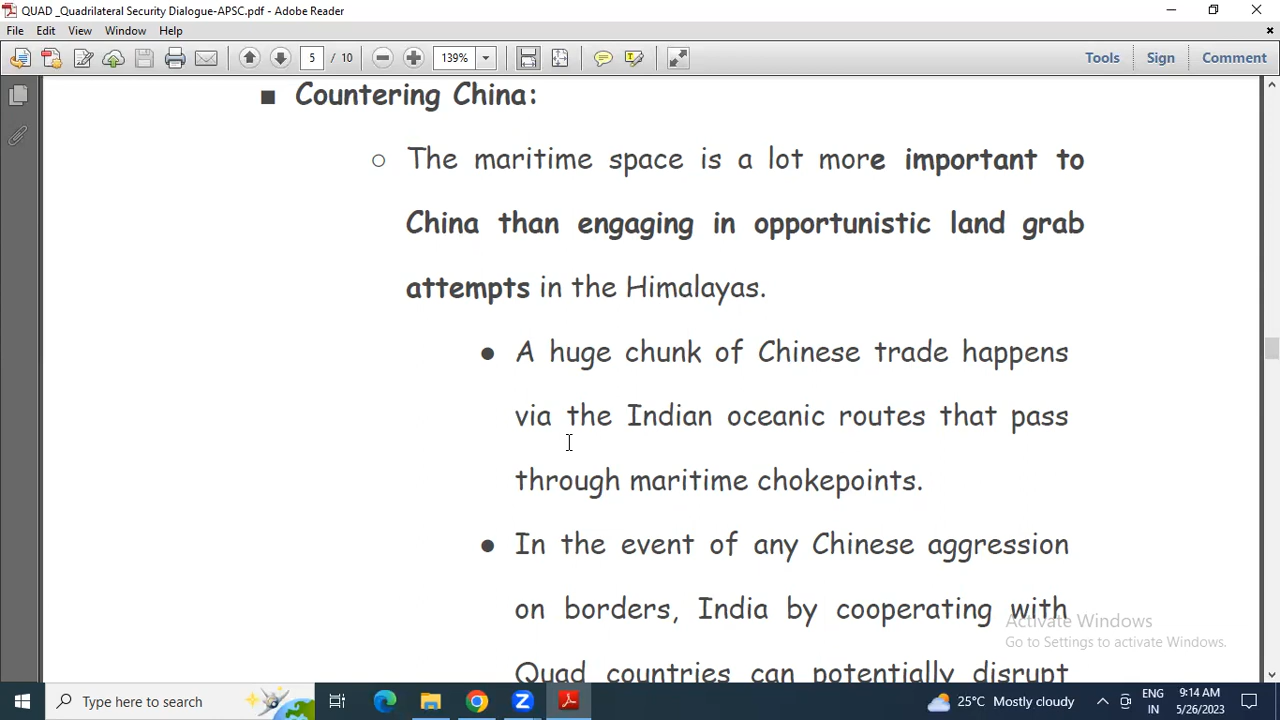 QUAD _Quadrilateral Security Dialogue-APSC.pdf - Adobe Reader
File Edit View Window Help
5 / 10 139% Tools Sign Comment
■ Countering China:
○ The maritime space is a lot more important to
China than engaging in opportunistic land grab
attempts in the Himalayas.
● A huge chunk of Chinese trade happens
via the Indian oceanic routes that pass
through maritime chokepoints.
● In the event of any Chinese aggression
on borders, India by cooperating with
Quad countries can potentially disrupt
Activate Windows
Go to Settings to activate Windows.
Type here to search
25°C Mostly cloudy
ENG
IN
9:14 AM
5/26/2023